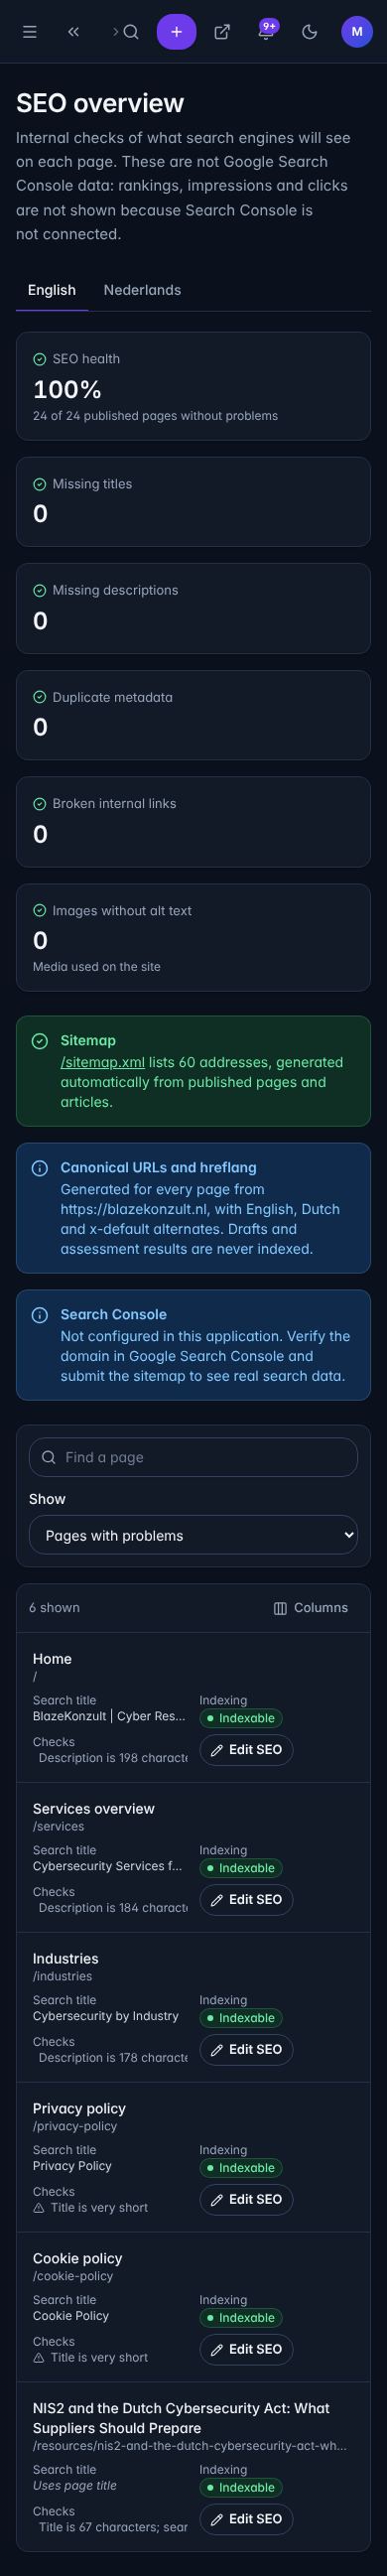 9+
M
SEO overview
Internal checks of what search engines will see
on each page. These are not Google Search
Console data: rankings, impressions and clicks
are not shown because Search Console is
not connected.
English Nederlands
SEO health
100%
24 of 24 published pages without problems
Missing titles
0
Missing descriptions
0
Duplicate metadata
0
Broken internal links
0
Images without alt text
0
Media used on the site
Sitemap
/sitemap.xml lists 60 addresses, generated
automatically from published pages and
articles.
Canonical URLs and hreflang
Generated for every page from
https://blazekonzult.nl, with English, Dutch
and x-default alternates. Drafts and
assessment results are never indexed.
Search Console
Not configured in this application. Verify the
domain in Google Search Console and
submit the sitemap to see real search data.
Find a page
Show
Pages with problems
6 shown Columns
Home
/
Search title Indexing
BlazeKonzult | Cyber Res... Indexable
Checks Edit SEO
Description is 198 characte
Services overview
/services
Search title Indexing
Cybersecurity Services f... Indexable
Checks Edit SEO
Description is 184 characte
Industries
/industries
Search title Indexing
Cybersecurity by Industry Indexable
Checks Edit SEO
Description is 178 characte
Privacy policy
/privacy-policy
Search title Indexing
Privacy Policy Indexable
Checks Edit SEO
Title is very short
Cookie policy
/cookie-policy
Search title Indexing
Cookie Policy Indexable
Checks Edit SEO
Title is very short
NIS2 and the Dutch Cybersecurity Act: What
Suppliers Should Prepare
/resources/nis2-and-the-dutch-cybersecurity-act-wh...
Search title Indexing
Uses page title Indexable
Checks Edit SEO
Title is 67 characters; sear